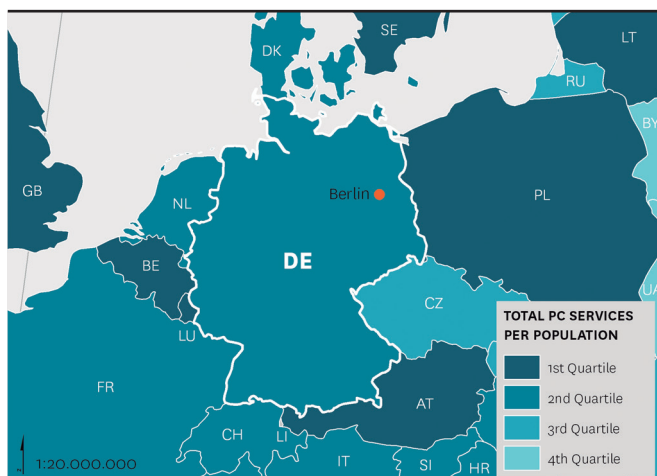 SE
LT
DK
RU
BY
GB
NL
Berlin
PL
BE
DE
UA
CZ
LU
FR
AT
CH
LI
IT
SI
HR
1:20.000.000
TOTAL PC SERVICES
PER POPULATION
1st Quartile
2nd Quartile
3rd Quartile
4th Quartile